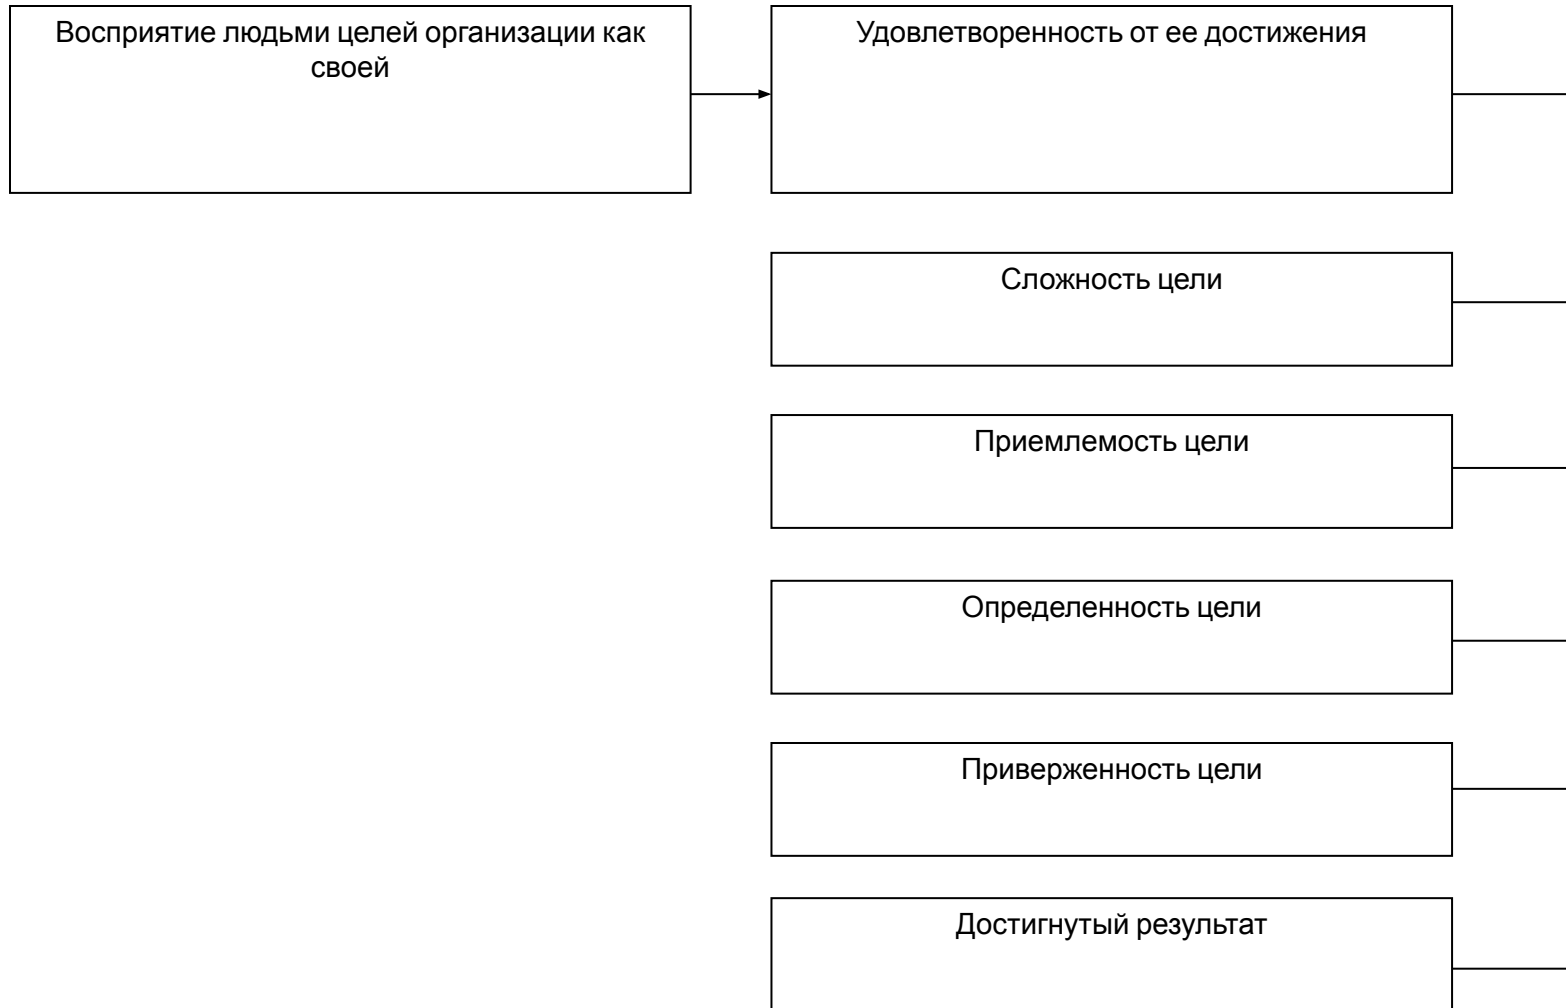 Восприятие людьми целей организации как
своей
Удовлетворенность от ее достижения
Сложность цели
Приемлемость цели
Определенность цели
Приверженность цели
Достигнутый результат